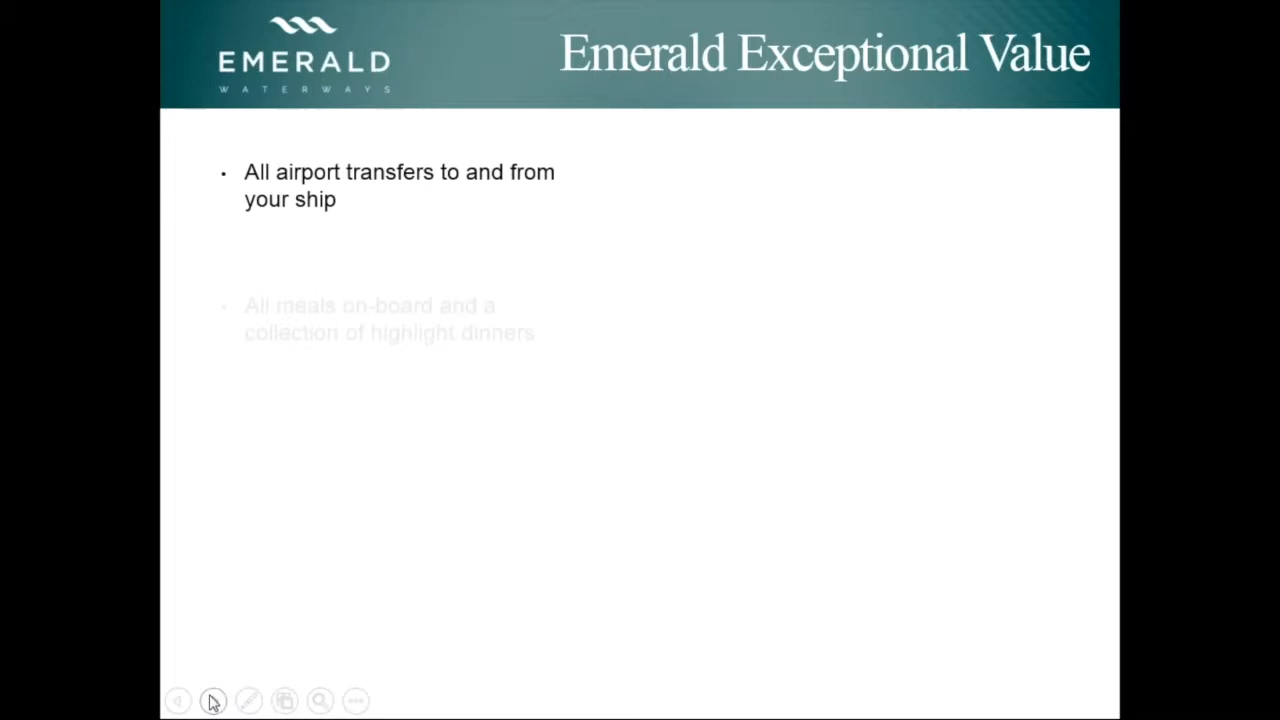 EMERALD
WATERWAYS
Emerald Exceptional Value
· All airport transfers to and from
your ship
· All meals on-board and a
collection of highlight dinners